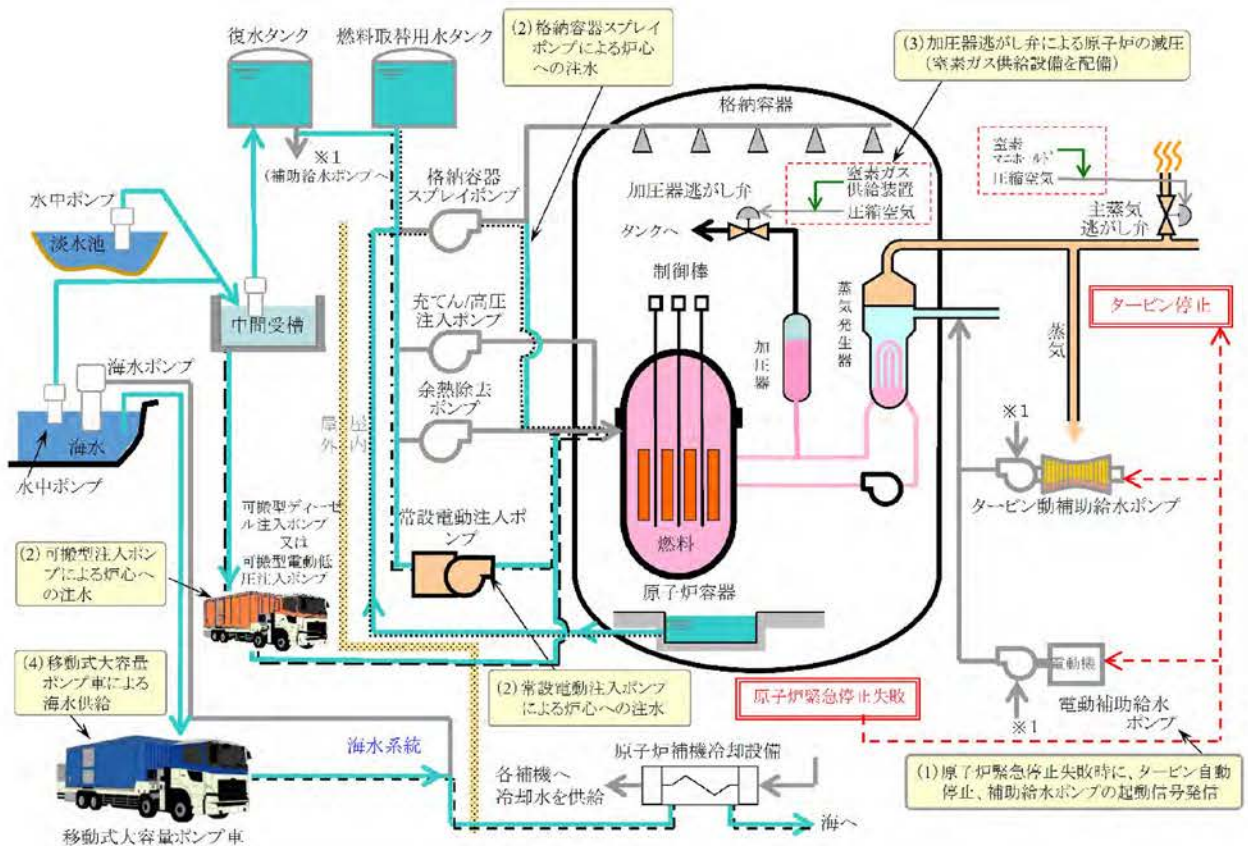 復水タンク
燃料取替用水タンク
(2)格納容器スプレイ
ポンプによる炉心
への注水
(3)加圧器逃がし弁による原子炉の減圧
(窒素ガス供給設備を配備)
格納容器
※1
(補助給水ポンプへ)
格納容器
スプレイポンプ
加圧器逃がし弁
窒素ガス
供給装置
圧縮空気
タンクへ
窒素
マニホールド
圧縮空気
主蒸気
逃がし弁
水中ポンプ
淡水池
中間受槽
制御棒
充てん/高圧
注入ポンプ
加圧器
蒸気発生器
蒸気
タービン停止
海水ポンプ
海水
水中ポンプ
余熱除去
ポンプ
屋外
屋内
※1
タービン動補助給水ポンプ
可搬型ディーゼ
ル注入ポンプ
又は
可搬型電動低
圧注入ポンプ
常設電動注入ポ
ンプ
燃料
原子炉容器
(2)可搬型注入ポン
プによる炉心へ
の注水
(4)移動式大容量
ポンプ車による
海水供給
(2)常設電動注入ポンプ
による炉心への注水
原子炉緊急停止失敗
電動機
※1
電動補助給水
ポンプ
海水系統
原子炉補機冷却設備
各補機へ
冷却水を供給
海へ
(1)原子炉緊急停止失敗時に、タービン自動
停止、補助給水ポンプの起動信号発信
移動式大容量ポンプ車